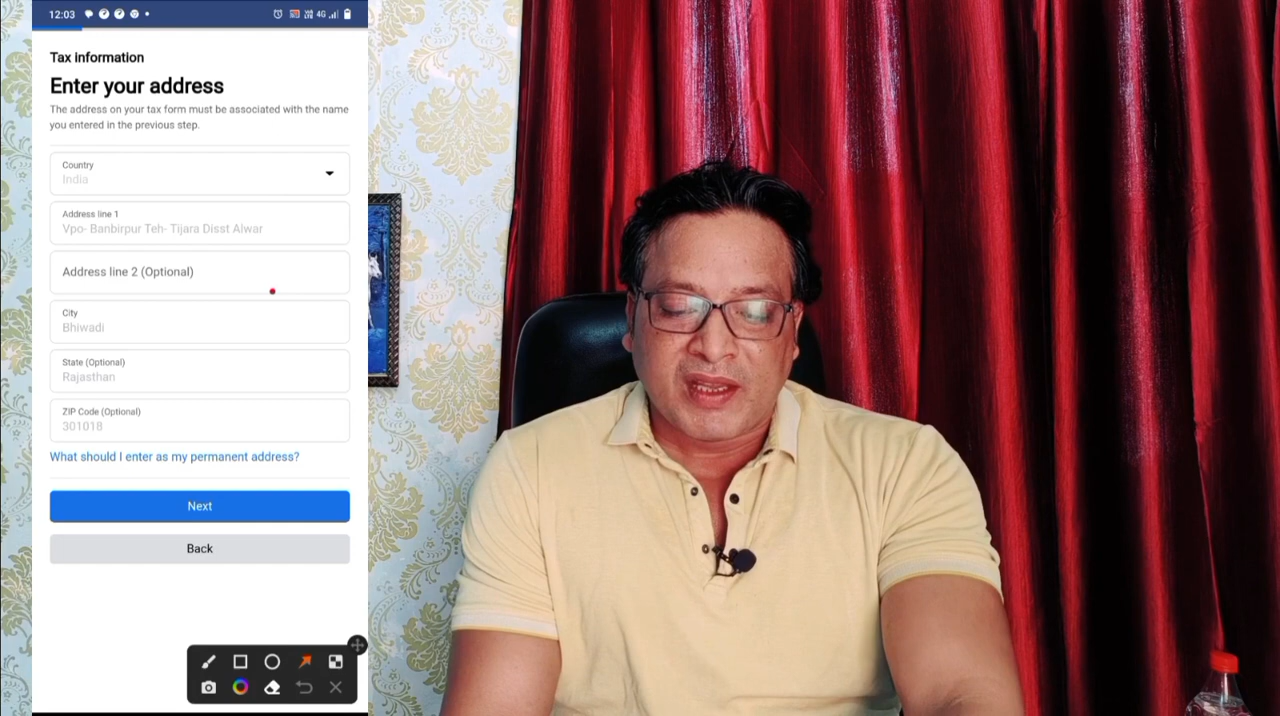 12:03
4G
Tax information
Enter your address
The address on your tax form must be associated with the name
you entered in the previous step.
Country
India
Address line 1
Vpo- Banbirpur Teh- Tijara Disst Alwar
Address line 2 (Optional)
City
Bhiwadi
State (Optional)
Rajasthan
ZIP Code (Optional)
301018
What should I enter as my permanent address?
Next
Back